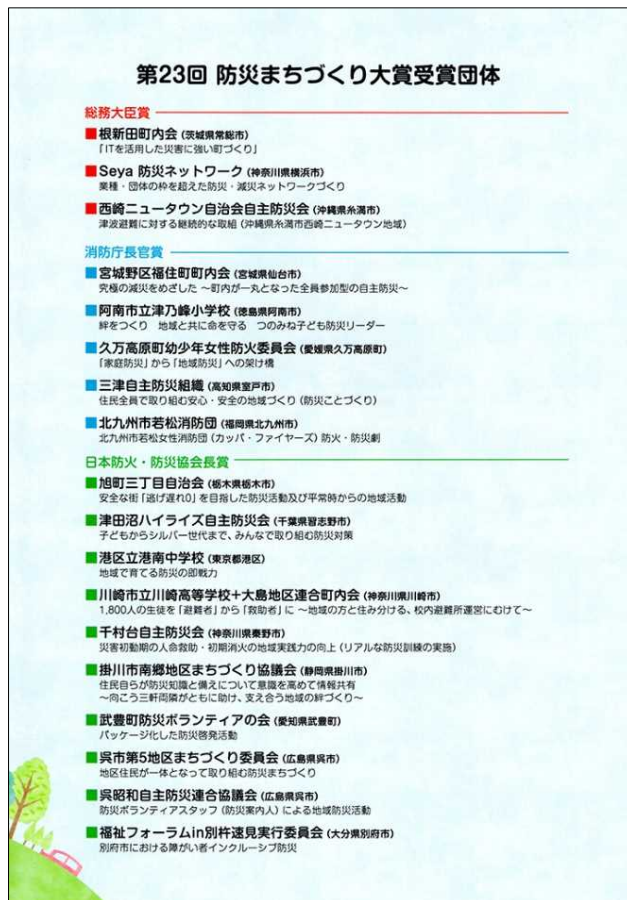 第23回 防災まちづくり大賞受賞団体
総務大臣賞
根新田町内会(茨城県常総市)
「ITを活用した災害に強い町づくり」
Seya 防災ネットワーク(神奈川県横浜市)
業種・団体の枠を超えた防災・減災ネットワークづくり
西崎ニュータウン自治会自主防災会(沖縄県糸満市)
津波避難に対する継続的な取組(沖縄県糸満市西崎ニュータウン地域)
消防庁長官賞
宮城野区福住町町内会(宮城県仙台市)
究極の減災をめざした ~町内が一丸となった全員参加型の自主防災~
阿南市立津乃峰小学校(徳島県阿南市)
絆をつくり 地域と共に命を守る つのみね子ども防災リーダー
久万高原町幼少年女性防火委員会(愛媛県久万高原町)
「家庭防災」から「地域防災」への架け橋
三津自主防災組織(高知県室戸市)
住民全員で取り組む安心・安全の地域づくり(防災ことづくり)
北九州市若松消防団(福岡県北九州市)
北九州市若松女性消防団(カッパ・ファイヤーズ)防火・防災劇
日本防火・防災協会長賞
旭町三丁目自治会(栃木県栃木市)
安全な街「逃げ遅れ0」を目指した防災活動及び平常時からの地域活動
津田沼ハイライズ自主防災会(千葉県習志野市)
子どもからシルバー世代まで、みんなで取り組む防災対策
港区立港南中学校(東京都港区)
地域で育てる防災の即戦力
川崎市立川崎高等学校+大島地区連合町内会(神奈川県川崎市)
1,800人の生徒を「避難者」から「救助者」に ~地域の方と住み分ける、校内避難所運営にむけて~
千村台自主防災会(神奈川県秦野市)
災害初動期の人命救助・初期消火の地域実践力の向上(リアルな防災訓練の実施)
掛川市南郷地区まちづくり協議会(静岡県掛川市)
住民自らが防災知識と備えについて意識を高めて情報共有
~向こう三軒両隣がともに助け、支え合う地域の絆づくり~
武豊町防災ボランティアの会(愛知県武豊町)
パッケージ化した防災啓発活動
呉市第5地区まちづくり委員会(広島県呉市)
地区住民が一体となって取り組む防災まちづくり
呉昭和自主防災連合協議会(広島県呉市)
防災ボランティアスタッフ(防災案内人)による地域防災活動
福祉フォーラムin別杵速見実行委員会(大分県別府市)
別府市における障がい者インクルーシブ防災